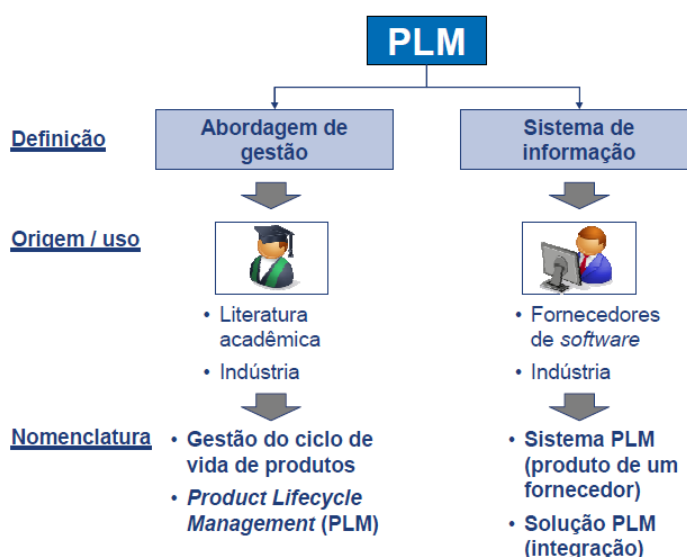 PLM
Definição
Abordagem de
gestão
Sistema de
informação
Origem / uso
• Literatura
acadêmica
• Indústria
• Fornecedores
de software
• Indústria
Nomenclatura
• Gestão do ciclo de
vida de produtos
• Product Lifecycle
Management (PLM)
• Sistema PLM
(produto de um
fornecedor)
• Solução PLM
(integração)